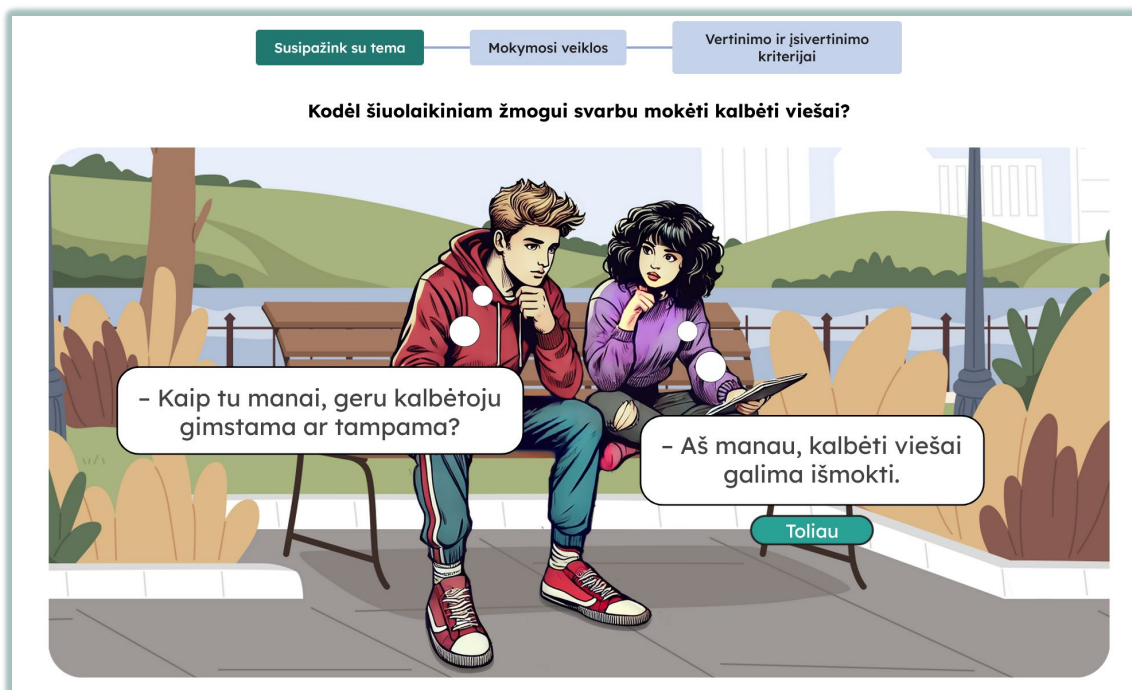 Susipažink su tema
Mokymosi veiklos
Vertinimo ir įsivertinimo
kriterijai
Kodėl šiuolaikiniam žmogui svarbu mokėti kalbėti viešai?
– Kaip tu manai, geru kalbėtoju
gimstama ar tampama?
– Aš manau, kalbėti viešai
galima išmokti.
Toliau